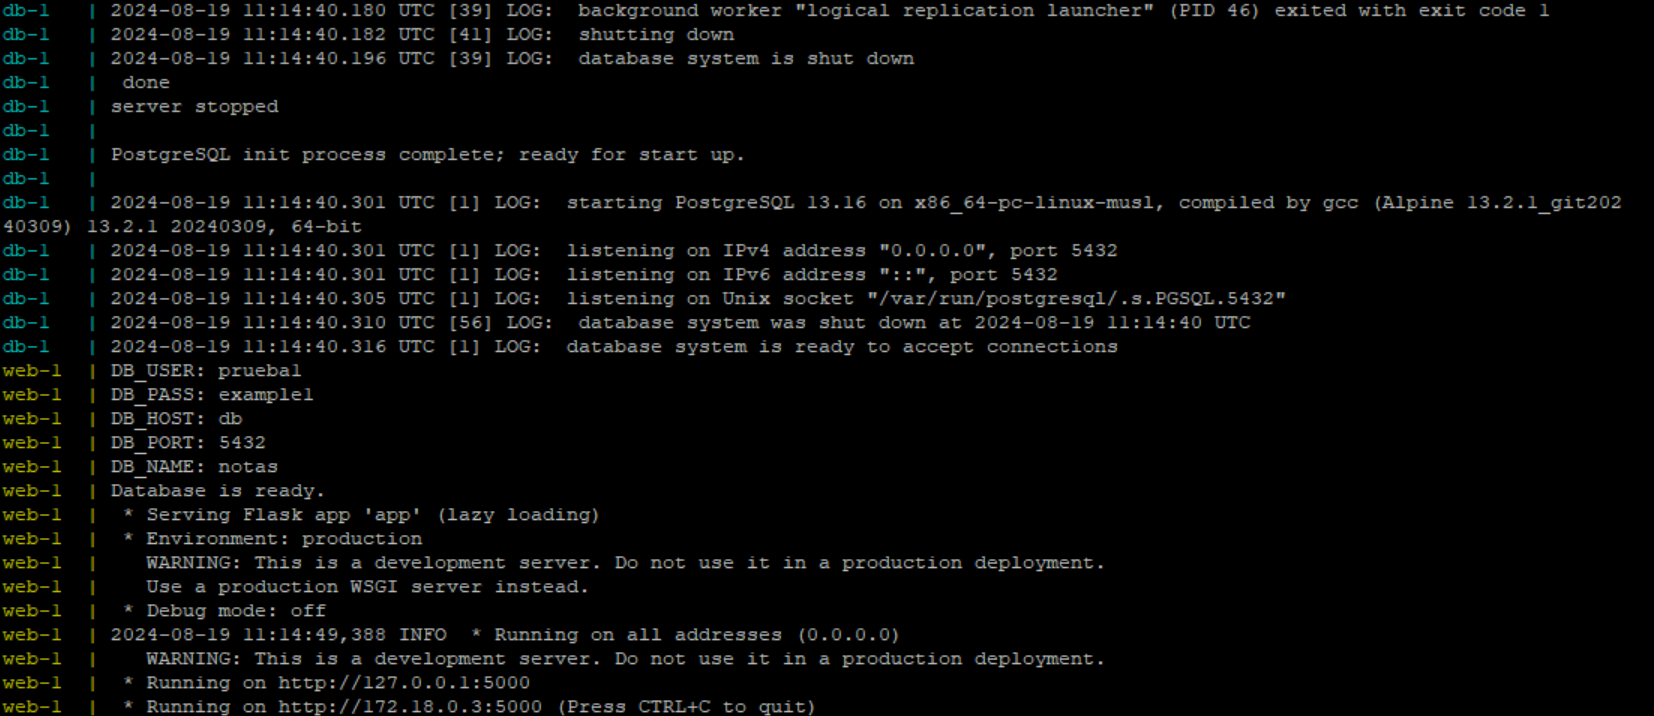 db-1   | 2024-08-19 11:14:40.180 UTC [39] LOG:  background worker "logical replication launcher" (PID 46) exited with exit code 1
db-1   | 2024-08-19 11:14:40.182 UTC [41] LOG:  shutting down
db-1   | 2024-08-19 11:14:40.196 UTC [39] LOG:  database system is shut down
db-1   |  done
db-1   | server stopped
db-1   |
db-1   | PostgreSQL init process complete; ready for start up.
db-1   |
db-1   | 2024-08-19 11:14:40.301 UTC [1] LOG:  starting PostgreSQL 13.16 on x86_64-pc-linux-musl, compiled by gcc (Alpine 13.2.1_git202
40309) 13.2.1 20240309, 64-bit
db-1   | 2024-08-19 11:14:40.301 UTC [1] LOG:  listening on IPv4 address "0.0.0.0", port 5432
db-1   | 2024-08-19 11:14:40.301 UTC [1] LOG:  listening on IPv6 address "::", port 5432
db-1   | 2024-08-19 11:14:40.305 UTC [1] LOG:  listening on Unix socket "/var/run/postgresql/.s.PGSQL.5432"
db-1   | 2024-08-19 11:14:40.310 UTC [56] LOG:  database system was shut down at 2024-08-19 11:14:40 UTC
db-1   | 2024-08-19 11:14:40.316 UTC [1] LOG:  database system is ready to accept connections
web-1  | DB_USER: prueba1
web-1  | DB_PASS: example1
web-1  | DB_HOST: db
web-1  | DB_PORT: 5432
web-1  | DB_NAME: notas
web-1  | Database is ready.
web-1  |  * Serving Flask app 'app' (lazy loading)
web-1  |  * Environment: production
web-1  |    WARNING: This is a development server. Do not use it in a production deployment.
web-1  |    Use a production WSGI server instead.
web-1  |  * Debug mode: off
web-1  | 2024-08-19 11:14:49,388 INFO  * Running on all addresses (0.0.0.0)
web-1  |    WARNING: This is a development server. Do not use it in a production deployment.
web-1  |  * Running on http://127.0.0.1:5000
web-1  |  * Running on http://172.18.0.3:5000 (Press CTRL+C to quit)